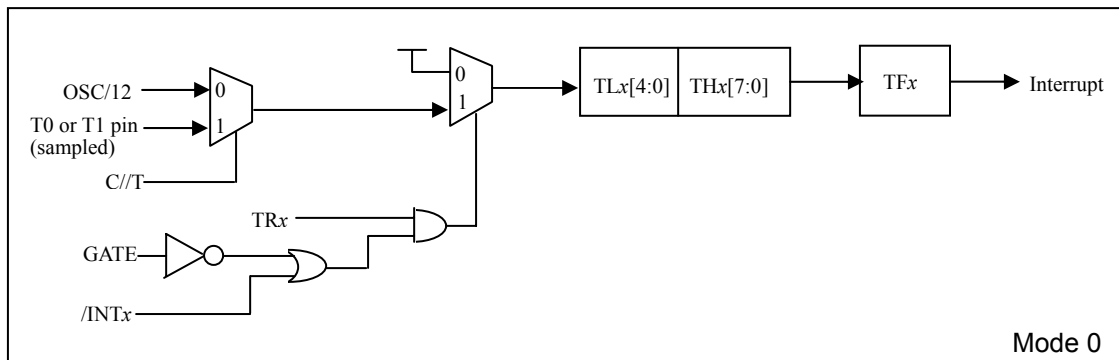 OSC/12
T0 or T1 pin
(sampled)
C//T
0
1
0
1
TLx[4:0]
THx[7:0]
TFx
Interrupt
TRx
GATE
/INTx
Mode 0